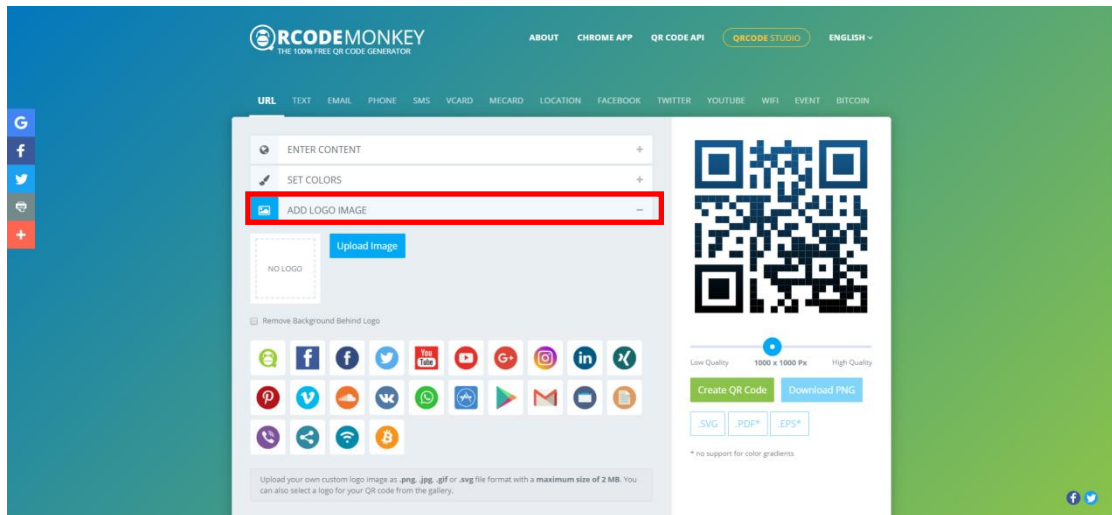 QRCODEMONKEY
THE 100% FREE QR CODE GENERATOR
ABOUT CHROME APP QR CODE API QRCODE STUDIO ENGLISH
URL TEXT EMAIL PHONE SMS VCARD MECARD LOCATION FACEBOOK TWITTER YOUTUBE WIFI EVENT BITCOIN
ENTER CONTENT +
SET COLORS +
ADD LOGO IMAGE −
Upload Image
NO LOGO
Remove Background Behind Logo
You
Tube
Low Quality 1000 x 1000 Px High Quality
Create QR Code Download PNG
.SVG .PDF* .EPS*
* no support for color gradients
Upload your own custom logo image as .png, .jpg, .gif or .svg file format with a maximum size of 2 MB. You
can also select a logo for your QR code from the gallery.